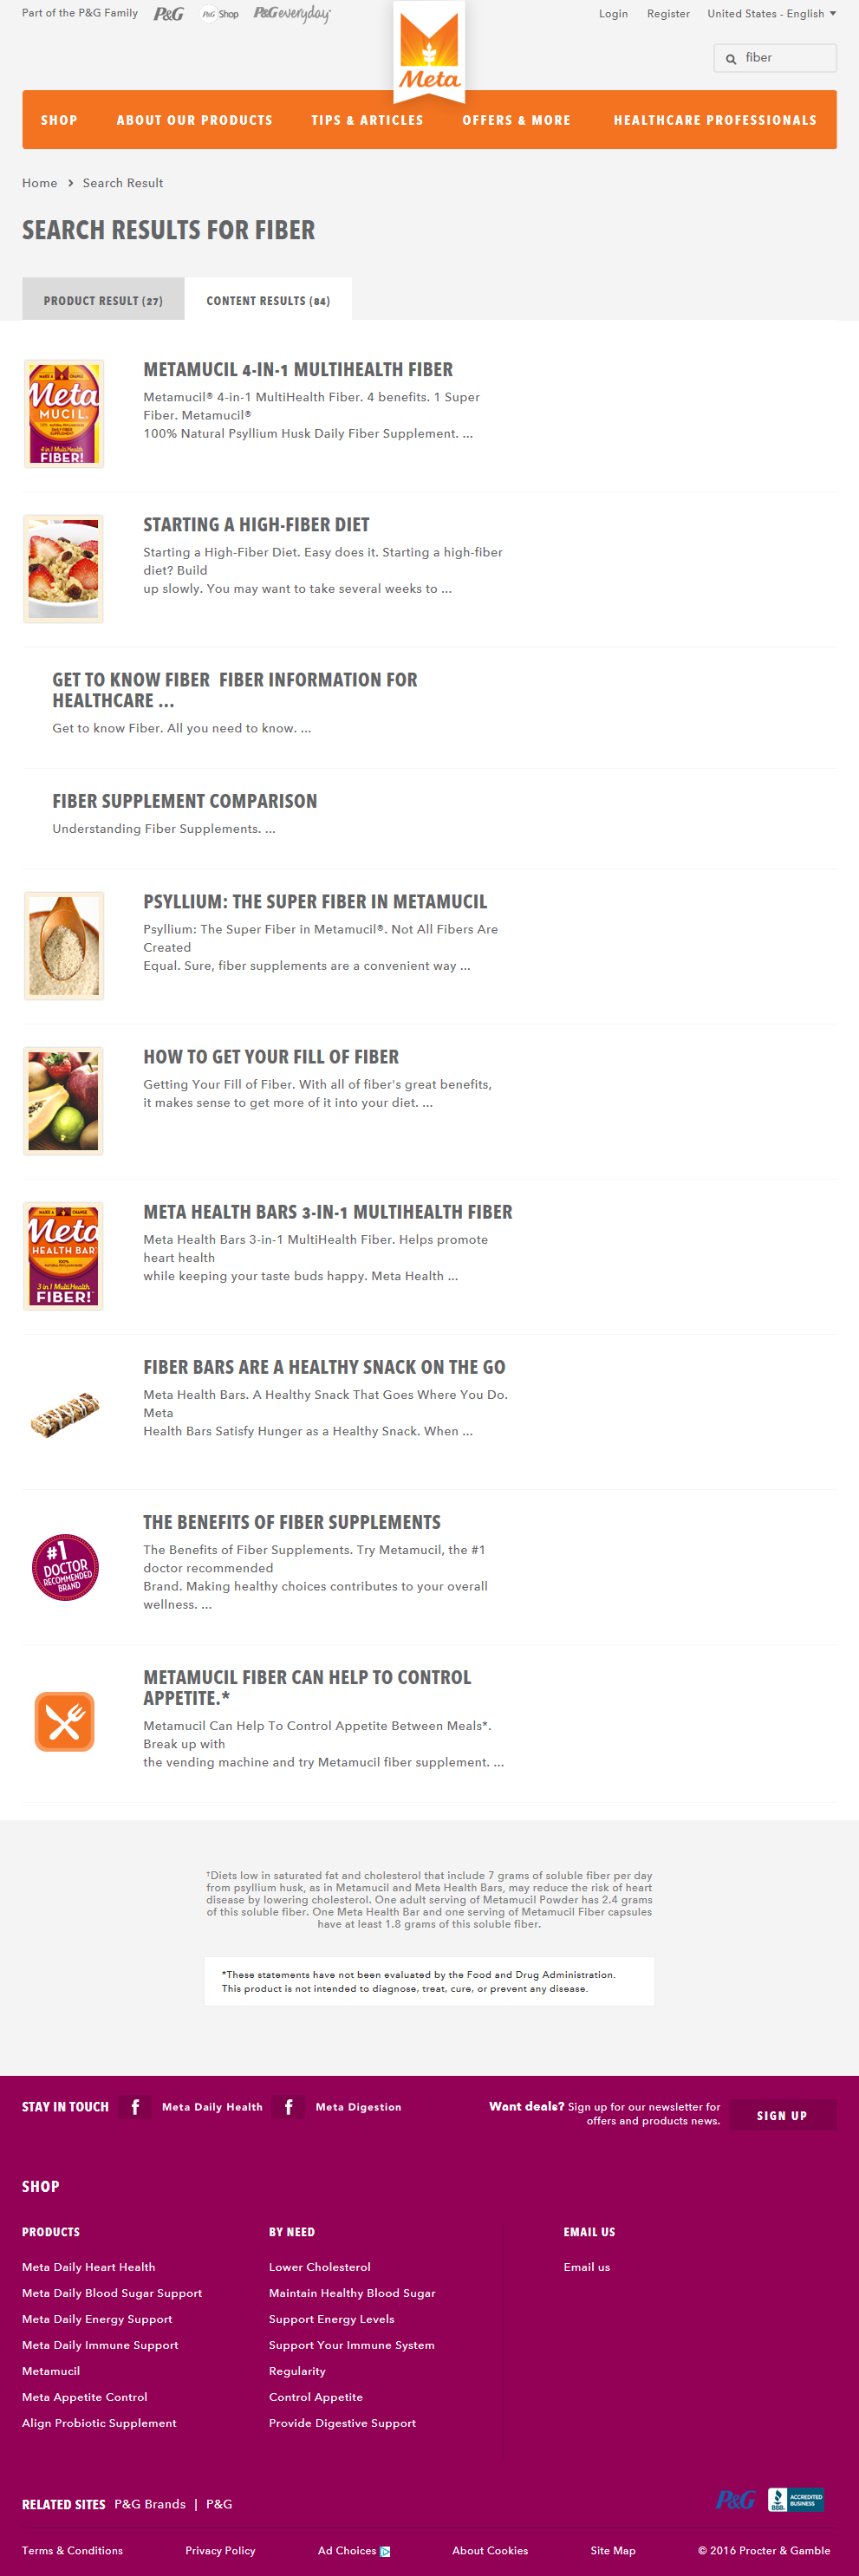 Part of the P&G Family P&G P&G Shop P&G everyday
Login Register United States - English
Meta
fiber
SHOP ABOUT OUR PRODUCTS TIPS & ARTICLES OFFERS & MORE HEALTHCARE PROFESSIONALS
Home > Search Result
SEARCH RESULTS FOR FIBER
PRODUCT RESULT (27) CONTENT RESULTS (84)
METAMUCIL 4-IN-1 MULTIHEALTH FIBER
Metamucil® 4-in-1 MultiHealth Fiber. 4 benefits. 1 Super
Fiber. Metamucil®
100% Natural Psyllium Husk Daily Fiber Supplement. ...
Meta
MUCIL
4 in 1 MultiHealth
FIBER!
STARTING A HIGH-FIBER DIET
Starting a High-Fiber Diet. Easy does it. Starting a high-fiber
diet? Build
up slowly. You may want to take several weeks to ...
GET TO KNOW FIBER FIBER INFORMATION FOR
HEALTHCARE ...
Get to know Fiber. All you need to know. ...
FIBER SUPPLEMENT COMPARISON
Understanding Fiber Supplements. ...
PSYLLIUM: THE SUPER FIBER IN METAMUCIL
Psyllium: The Super Fiber in Metamucil®. Not All Fibers Are
Created
Equal. Sure, fiber supplements are a convenient way ...
HOW TO GET YOUR FILL OF FIBER
Getting Your Fill of Fiber. With all of fiber's great benefits,
it makes sense to get more of it into your diet. ...
META HEALTH BARS 3-IN-1 MULTIHEALTH FIBER
Meta Health Bars 3-in-1 MultiHealth Fiber. Helps promote
heart health
while keeping your taste buds happy. Meta Health ...
MAKE A CHANGE
Meta
HEALTH BAR
3 in 1 MultiHealth
FIBER!
FIBER BARS ARE A HEALTHY SNACK ON THE GO
Meta Health Bars. A Healthy Snack That Goes Where You Do.
Meta
Health Bars Satisfy Hunger as a Healthy Snack. When ...
THE BENEFITS OF FIBER SUPPLEMENTS
The Benefits of Fiber Supplements. Try Metamucil, the #1
doctor recommended
Brand. Making healthy choices contributes to your overall
wellness. ...
#1
DOCTOR
RECOMMENDED
BRAND
METAMUCIL FIBER CAN HELP TO CONTROL
APPETITE.*
Metamucil Can Help To Control Appetite Between Meals*.
Break up with
the vending machine and try Metamucil fiber supplement. ...
†Diets low in saturated fat and cholesterol that include 7 grams of soluble fiber per day
from psyllium husk, as in Metamucil and Meta Health Bars, may reduce the risk of heart
disease by lowering cholesterol. One adult serving of Metamucil Powder has 2.4 grams
of this soluble fiber. One Meta Health Bar and one serving of Metamucil Fiber capsules
have at least 1.8 grams of this soluble fiber.
*These statements have not been evaluated by the Food and Drug Administration.
This product is not intended to diagnose, treat, cure, or prevent any disease.
STAY IN TOUCH f Meta Daily Health f Meta Digestion
Want deals? Sign up for our newsletter for
offers and products news.
SIGN UP
SHOP
PRODUCTS
Meta Daily Heart Health
Meta Daily Blood Sugar Support
Meta Daily Energy Support
Meta Daily Immune Support
Metamucil
Meta Appetite Control
Align Probiotic Supplement
BY NEED
Lower Cholesterol
Maintain Healthy Blood Sugar
Support Energy Levels
Support Your Immune System
Regularity
Control Appetite
Provide Digestive Support
EMAIL US
Email us
RELATED SITES P&G Brands | P&G
P&G BBB ACCREDITED
BUSINESS
Terms & Conditions Privacy Policy Ad Choices About Cookies Site Map © 2016 Procter & Gamble